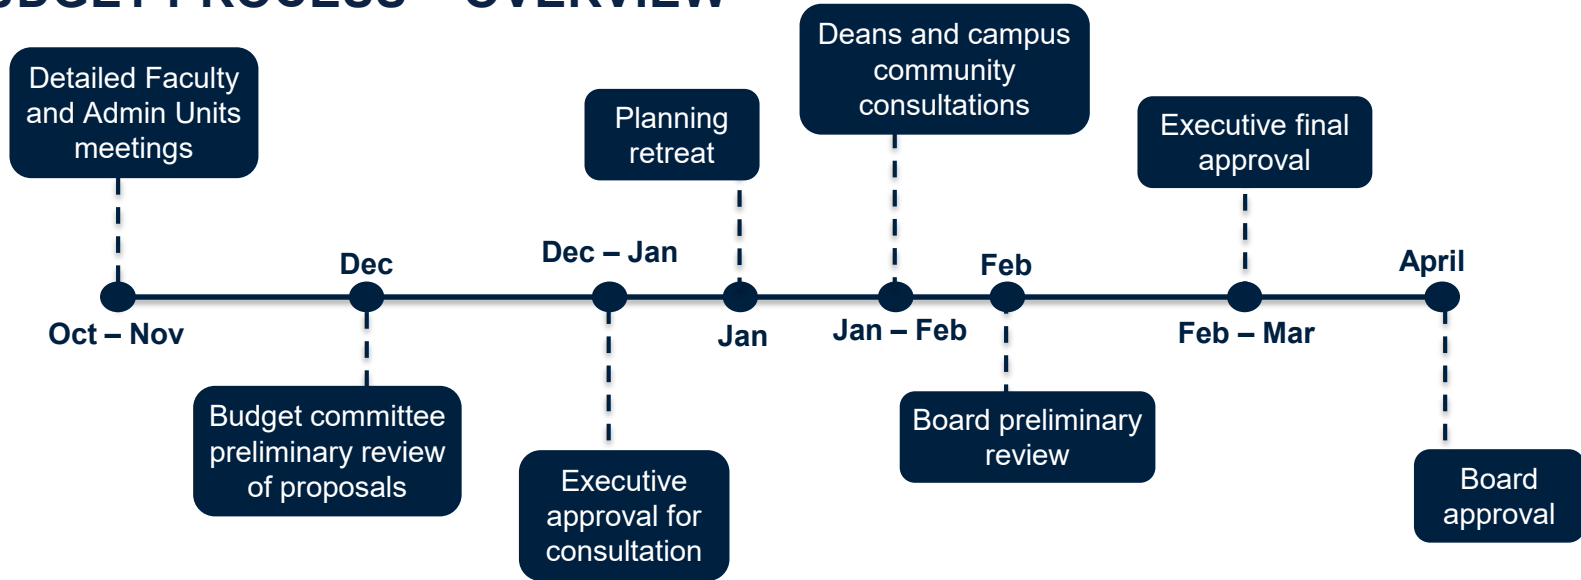 Detailed Faculty
and Admin Units
meetings
Planning
retreat
Deans and campus
community
consultations
Executive final
approval
Oct – Nov
Dec
Dec – Jan
Jan
Jan – Feb
Feb
Feb – Mar
April
Budget committee
preliminary review
of proposals
Executive
approval for
consultation
Board preliminary
review
Board
approval